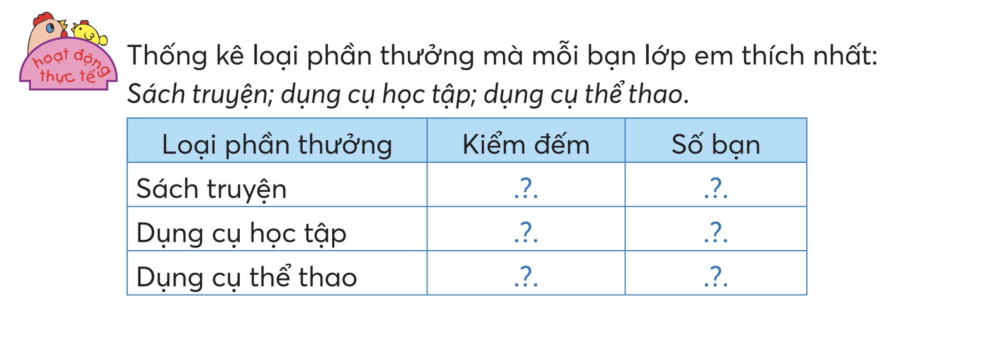 hoạt động
thực tế
Thống kê loại phần thưởng mà mỗi bạn lớp em thích nhất:
Sách truyện; dụng cụ học tập; dụng cụ thể thao.
Loại phần thưởng Kiểm đếm Số bạn
Sách truyện .?. .?.
Dụng cụ học tập .?. .?.
Dụng cụ thể thao .?. .?.